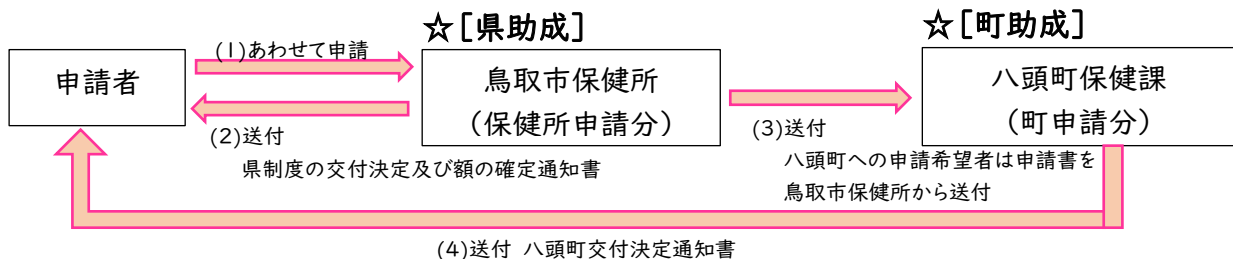 ☆[県助成]
☆[町助成]
(1)あわせて申請
申請者
鳥取市保健所
（保健所申請分）
八頭町保健課
（町申請分）
(2)送付
県制度の交付決定及び額の確定通知書
(3)送付
八頭町への申請希望者は申請書を
鳥取市保健所から送付
(4)送付 八頭町交付決定通知書